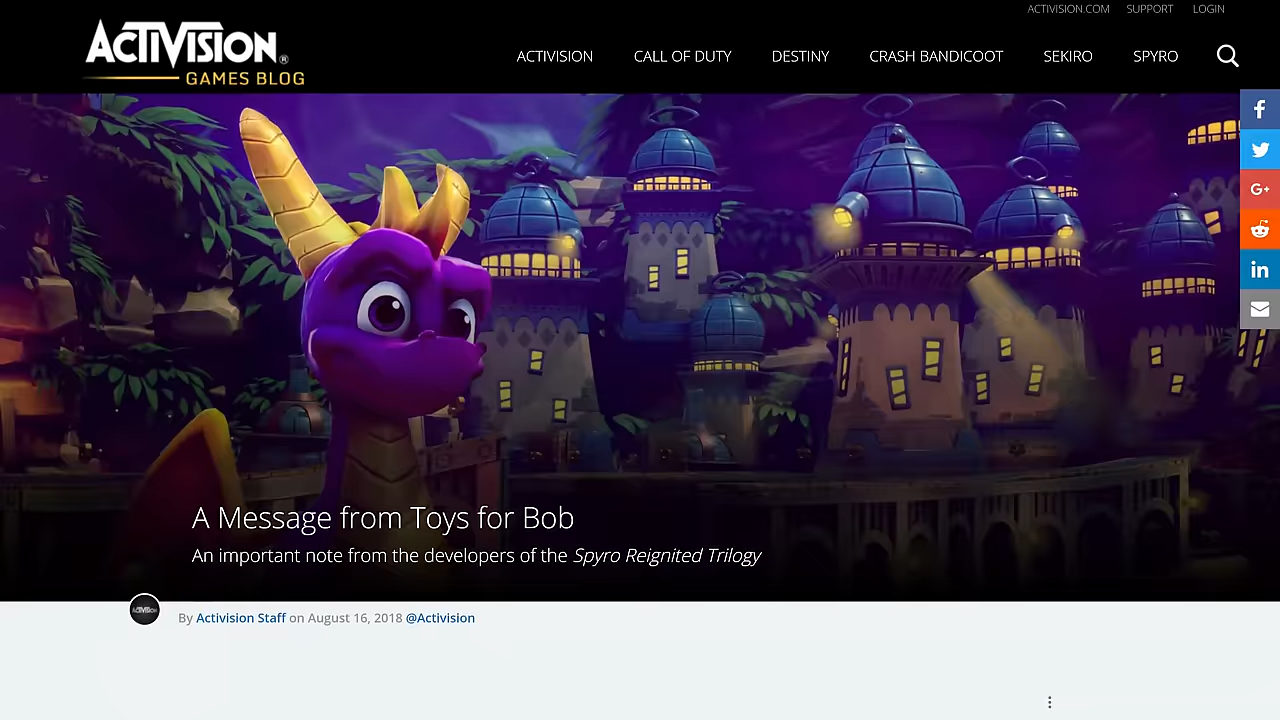 ACTIVISION.COM SUPPORT LOGIN
ACTIVISION®
GAMES BLOG
ACTIVISION CALL OF DUTY DESTINY CRASH BANDICOOT SEKIRO SPYRO
f
G+
in
A Message from Toys for Bob
An important note from the developers of the Spyro Reignited Trilogy
ACTIVISION
By Activision Staff on August 16, 2018 @Activision